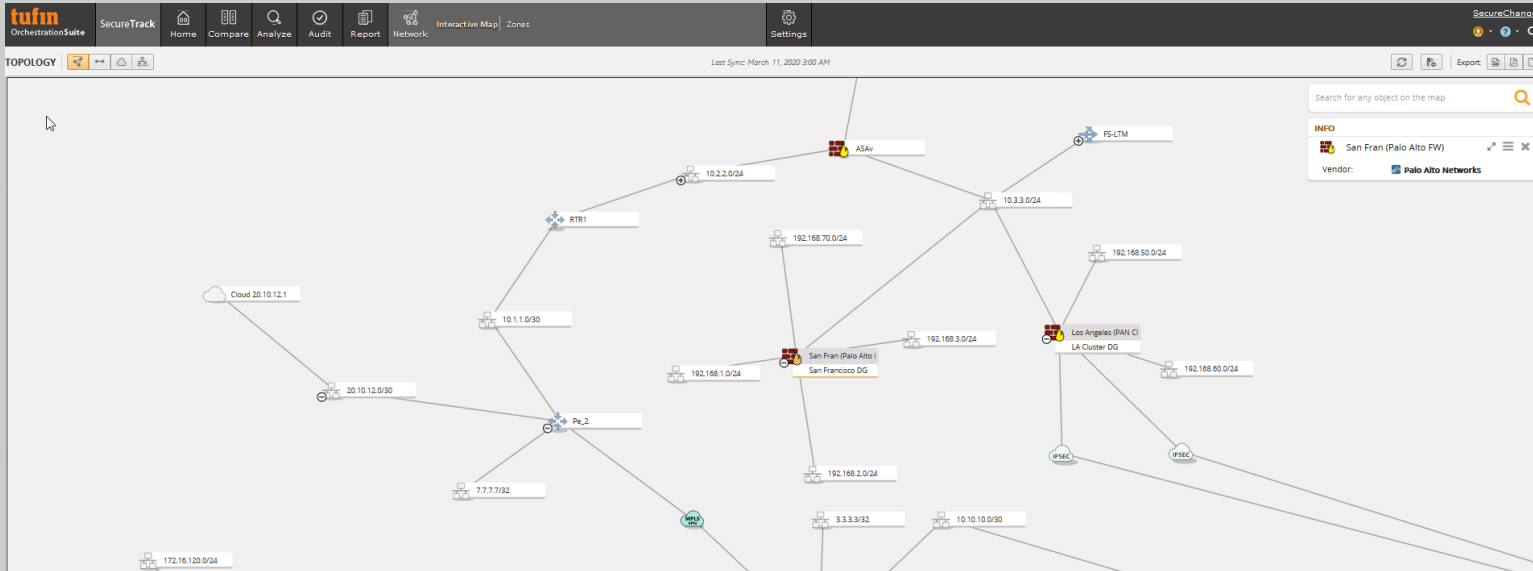 tufin
OrchestrationSuite
SecureTrack
Home
Compare
Analyze
Audit
Report
Network
Interactive Map
Zones
Settings
SecureChange
TOPOLOGY
Last Sync: March 11, 2020 3:00 AM
Export:
Search for any object on the map
INFO
San Fran (Palo Alto FW)
Vendor: Palo Alto Networks
ASAv
F5-LTM
10.2.2.0/24
10.3.3.0/24
RTR1
192.168.70.0/24
192.168.50.0/24
Cloud 20.10.12.1
10.1.1.0/30
Los Angeles (PAN Cl
LA Cluster DG
192.168.3.0/24
San Fran (Palo Alto
San Francisco DG
192.168.1.0/24
192.168.60.0/24
20.10.12.0/30
Pe_2
IPSEC
IPSEC
192.168.2.0/24
7.7.7.7/32
MPLS
VPN
3.3.3.3/32
10.10.10.0/30
172.16.120.0/24